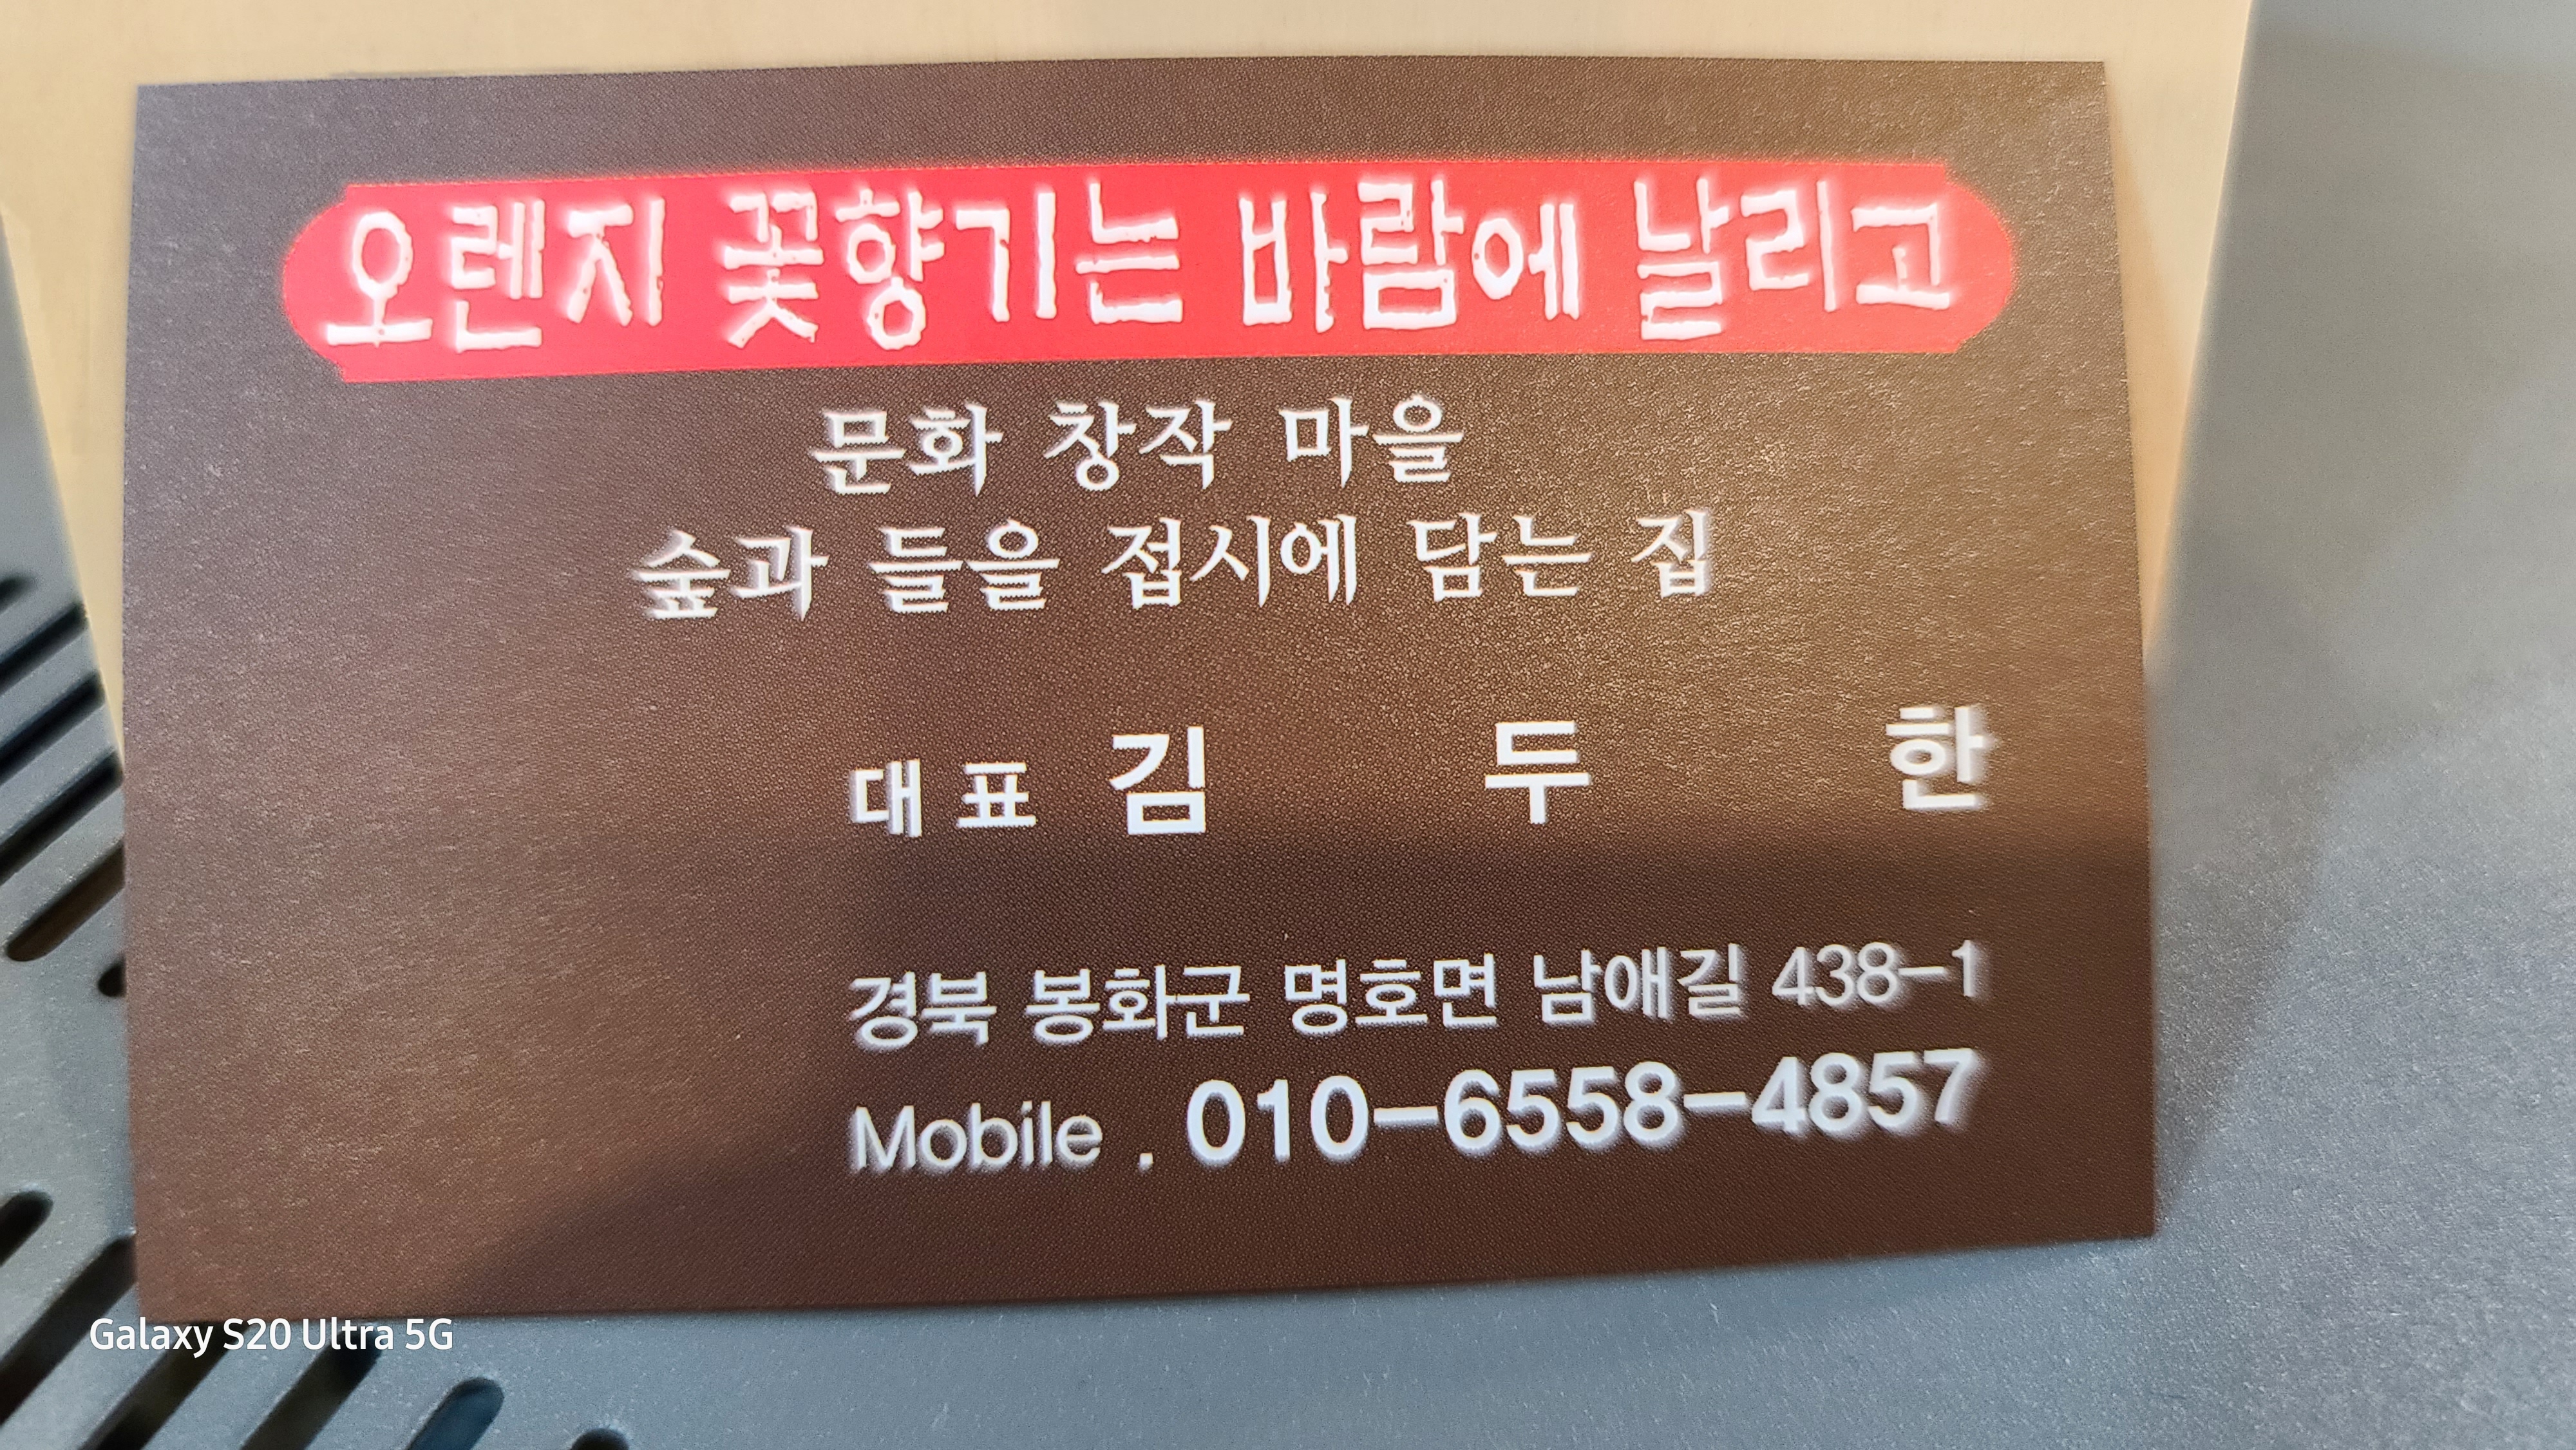 오렌지 꽃향기는 바람에 날리고
문화 창작 마을
숲과 들을 접시에 담는 집
대표 김 두 한
경북 봉화군 명호면 남애길 438-1
Mobile . 010-6558-4857
Galaxy S20 Ultra 5G